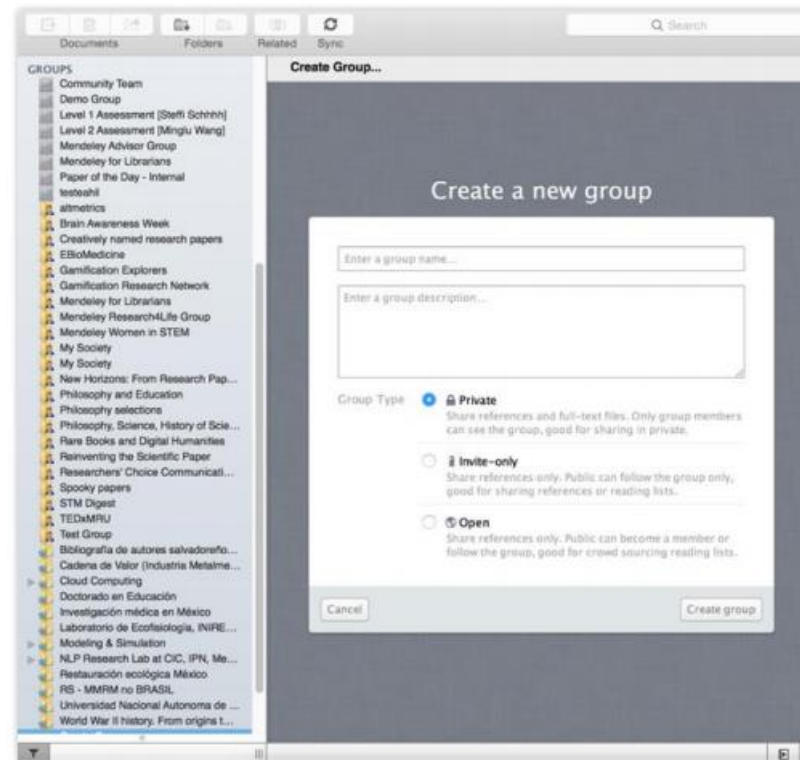 Documents
Folders
Related
Sync
Search
GROUPS
Community Team
Demo Group
Level 1 Assessment [Steffi Schhhh]
Level 2 Assessment [Minglu Wang]
Mendeley Advisor Group
Mendeley for Librarians
Paper of the Day - Internal
testeahil
altmetrics
Brain Awareness Week
Creatively named research papers
EBioMedicine
Gamification Explorers
Gamification Research Network
Mendeley for Librarians
Mendeley Research4Life Group
Mendeley Women in STEM
My Society
My Society
New Horizons: From Research Pap...
Philosophy and Education
Philosophy selections
Philosophy, Science, History of Scie...
Rare Books and Digital Humanities
Reinventing the Scientific Paper
Researchers' Choice Communicati...
Spooky papers
STM Digest
TEDxMRU
Test Group
Bibliografía de autores salvadoreño...
Cadena de Valor (Industria Metalme...
Cloud Computing
Doctorado en Educación
Investigación médica en México
Laboratorio de Ecofisiología, INIRE...
Modeling & Simulation
NLP Research Lab at CIC, IPN, Me...
Restauración ecológica México
RS - MMRM no BRASIL
Universidad Nacional Autonoma de ...
World War II history. From origins t...
Create Group...
Create a new group
Enter a group name...
Enter a group description...
Group Type
Private
Share references and full-text files. Only group members
can see the group, good for sharing in private.
Invite-only
Share references only. Public can follow the group only,
good for sharing references or reading lists.
Open
Share references only. Public can become a member or
follow the group, good for crowd sourcing reading lists.
Cancel
Create group